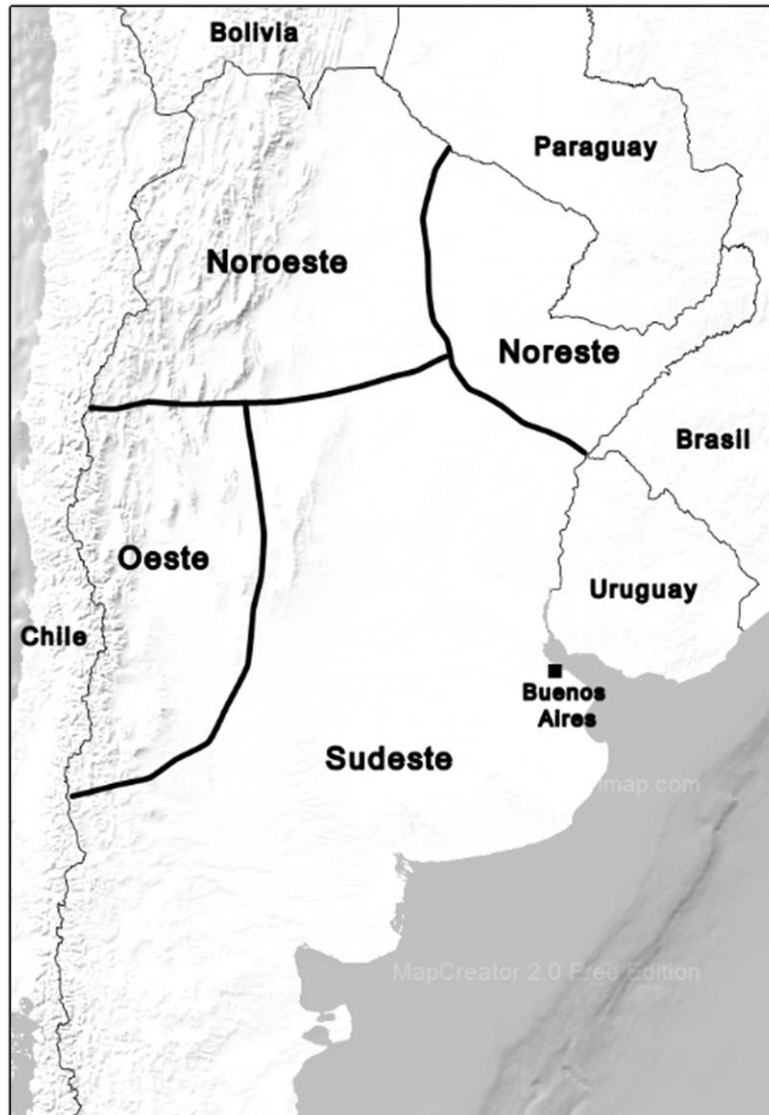 Bolivia
Paraguay
Noroeste
Noreste
Brasil
Oeste
Uruguay
Chile
Buenos
Aires
Sudeste
map.com
MapCreator 2.0 Free Edition